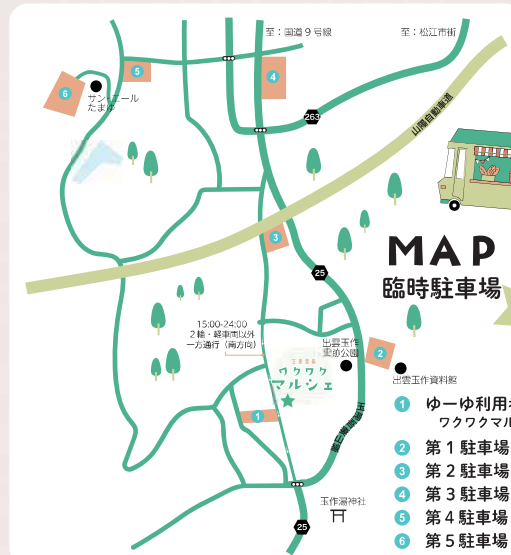 至：国道９号線
至：松江市街
5
4
6
サン・エール
たまゆ
263
山陰自動車道
3
MAP
臨時駐車場
25
15:00-24:00
２輪・軽車両以外
一方通行（南方向）
出雲玉作
史跡公園
2
出雲玉作資料館
玉造温泉
ワクワク
マルシェ
1
1 ゆーゆ利用者
ワクワクマル
2 第１駐車場
3 第２駐車場
4 第３駐車場
5 第４駐車場
6 第５駐車場
玉作湯神社
25